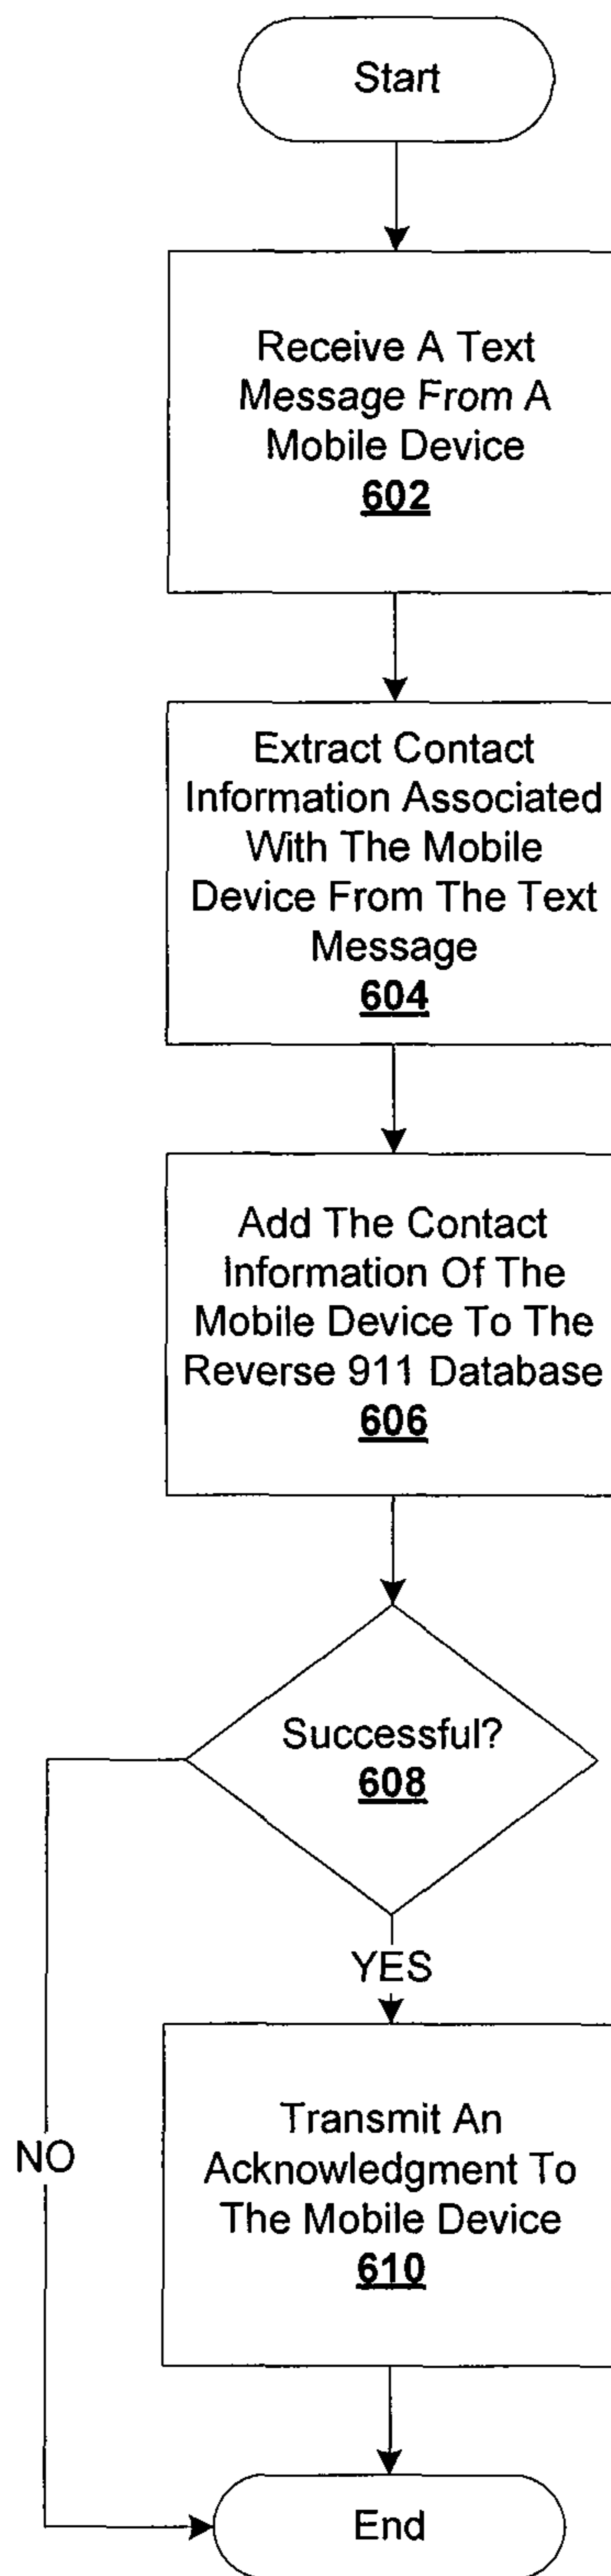 Start
Receive A Text
Message From A
Mobile Device
602
Extract Contact
Information Associated
With The Mobile
Device From The Text
Message
604
Add The Contact
Information Of The
Mobile Device To The
Reverse 911 Database
606
Successful?
608
YES
Transmit An
Acknowledgment To
The Mobile Device
610
NO
End